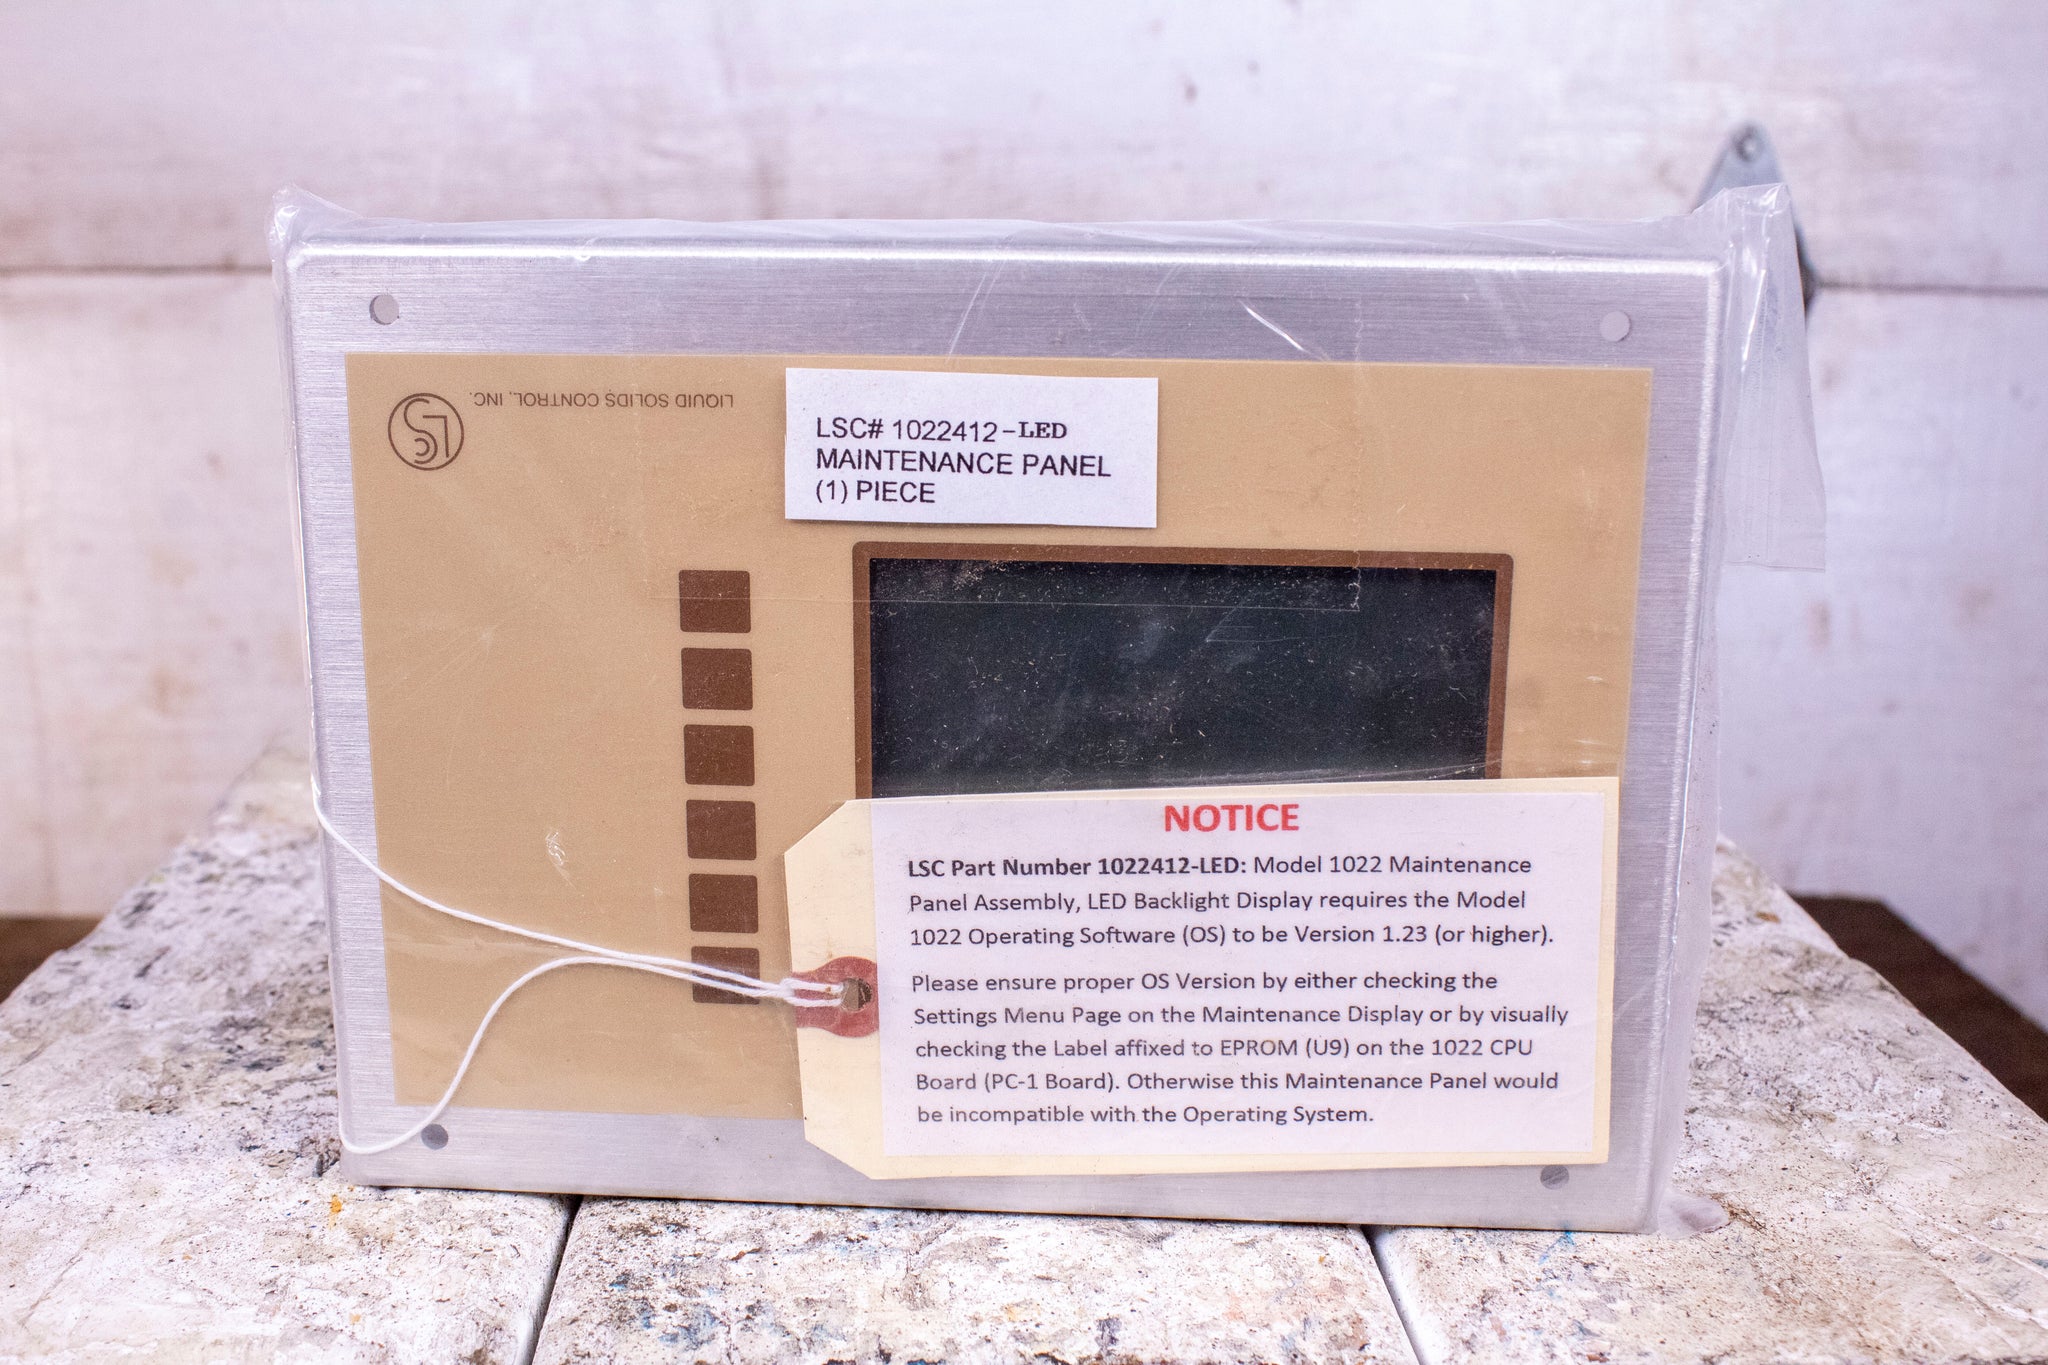 LSC
LIQUID SOLIDS CONTROL, INC.
LSC# 1022412-LED
MAINTENANCE PANEL
(1) PIECE
NOTICE
LSC Part Number 1022412-LED: Model 1022 Maintenance
Panel Assembly, LED Backlight Display requires the Model
1022 Operating Software (OS) to be Version 1.23 (or higher).
Please ensure proper OS Version by either checking the
Settings Menu Page on the Maintenance Display or by visually
checking the Label affixed to EPROM (U9) on the 1022 CPU
Board (PC-1 Board). Otherwise this Maintenance Panel would
be incompatible with the Operating System.